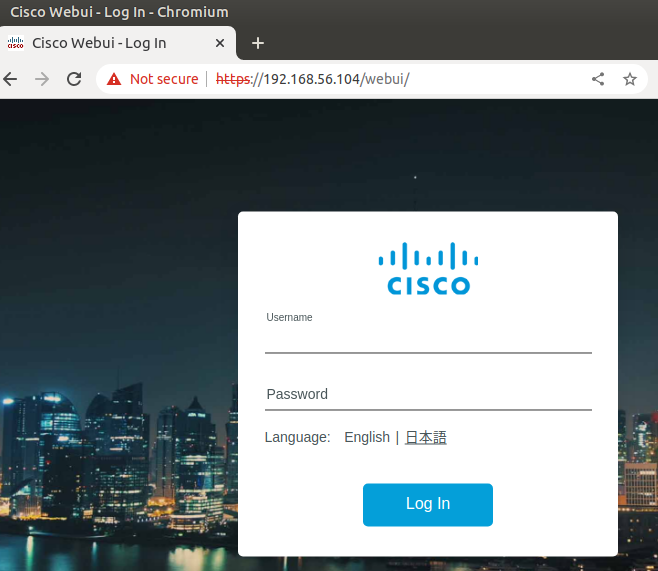 Cisco Webui - Log In - Chromium
Cisco Webui - Log In
Not secure | https://192.168.56.104/webui/
CISCO
Username
Password
Language: English | 日本語
Log In